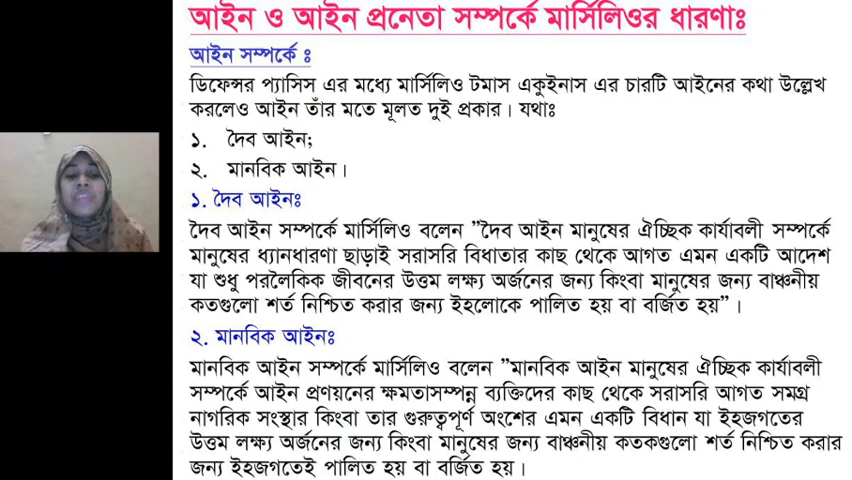 আইন ও আইন প্রনেতা সম্পর্কে মার্সিলিওর ধারণাঃ
আইন সম্পর্কে ঃ
ডিফেন্সর প্যাসিস এর মধ্যে মার্সিলিও টমাস একুইনাস এর চারটি আইনের কথা উল্লেখ
করলেও আইন তাঁর মতে মূলত দুই প্রকার। যথাঃ
১. দৈব আইন;
২. মানবিক আইন।
১. দৈব আইনঃ
দৈব আইন সম্পর্কে মার্সিলিও বলেন ”দৈব আইন মানুষের ঐচ্ছিক কার্যাবলী সম্পর্কে
মানুষের ধ্যানধারণা ছাড়াই সরাসরি বিধাতার কাছ থেকে আগত এমন একটি আদেশ
যা শুধু পরলৈকিক জীবনের উত্তম লক্ষ্য অর্জনের জন্য কিংবা মানুষের জন্য বাঞ্চনীয়
কতগুলো শর্ত নিশ্চিত করার জন্য ইহলোকে পালিত হয় বা বর্জিত হয়”।
২. মানবিক আইনঃ
মানবিক আইন সম্পর্কে মার্সিলিও বলেন ”মানবিক আইন মানুষের ঐচ্ছিক কার্যাবলী
সম্পর্কে আইন প্রণয়নের ক্ষমতাসম্পন্ন ব্যক্তিদের কাছ থেকে সরাসরি আগত সমগ্র
নাগরিক সংস্থার কিংবা তার গুরুত্বপূর্ণ অংশের এমন একটি বিধান যা ইহজগতের
উত্তম লক্ষ্য অর্জনের জন্য কিংবা মানুষের জন্য বাঞ্চনীয় কতকগুলো শর্ত নিশ্চিত করার
জন্য ইহজগতেই পালিত হয় বা বর্জিত হয়।